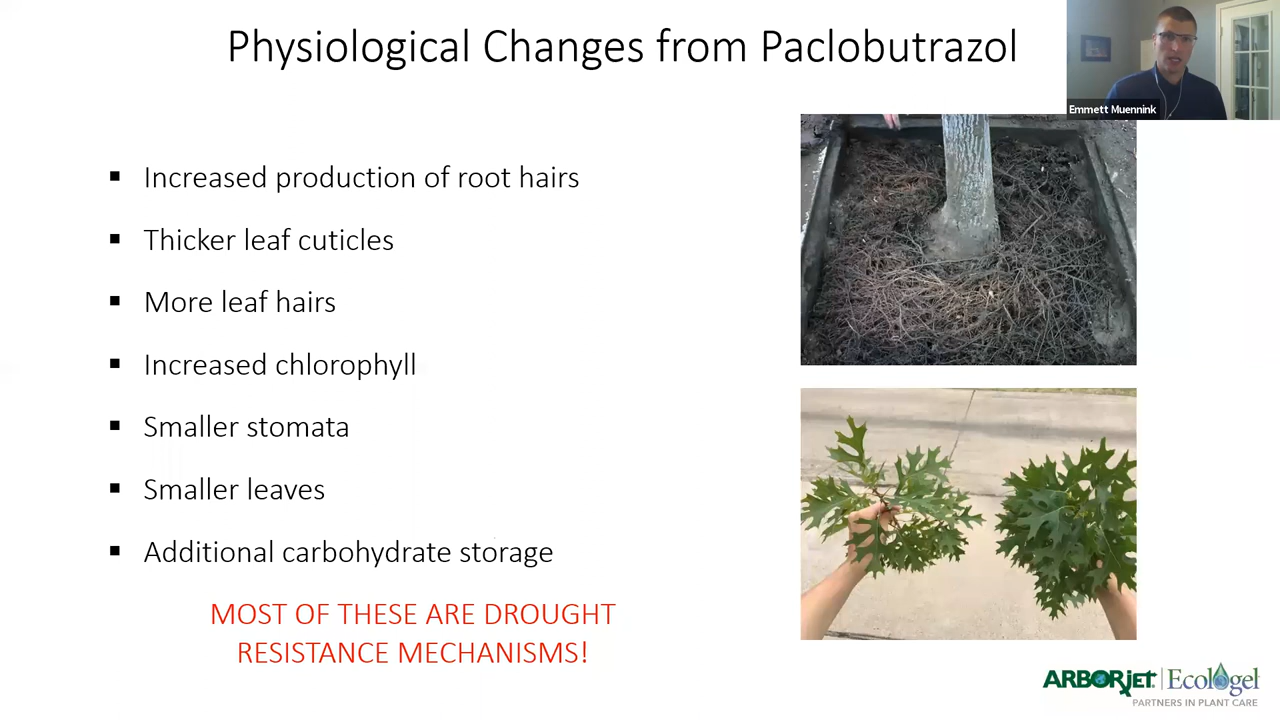 Physiological Changes from Paclobutrazol
Emmett Muennink
▪ Increased production of root hairs
▪ Thicker leaf cuticles
▪ More leaf hairs
▪ Increased chlorophyll
▪ Smaller stomata
▪ Smaller leaves
▪ Additional carbohydrate storage
MOST OF THESE ARE DROUGHT
RESISTANCE MECHANISMS!
ARBORjet Ecologel
PARTNERS IN PLANT CARE